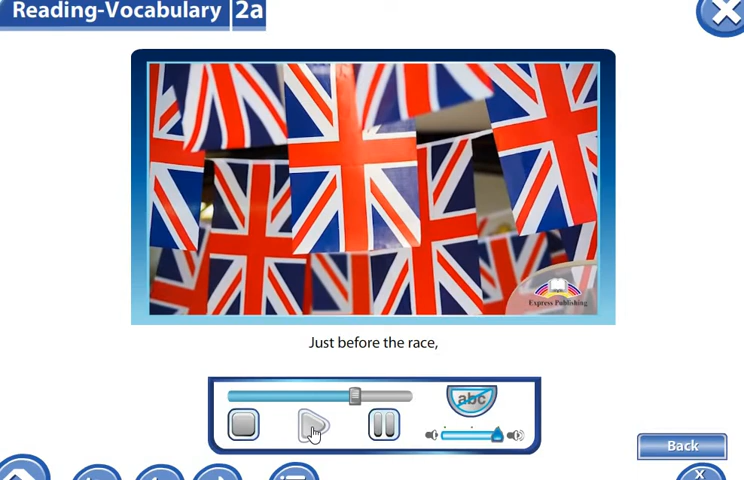 Reading-Vocabulary 2a
Express Publishing
Just before the race,
abc
Back
X